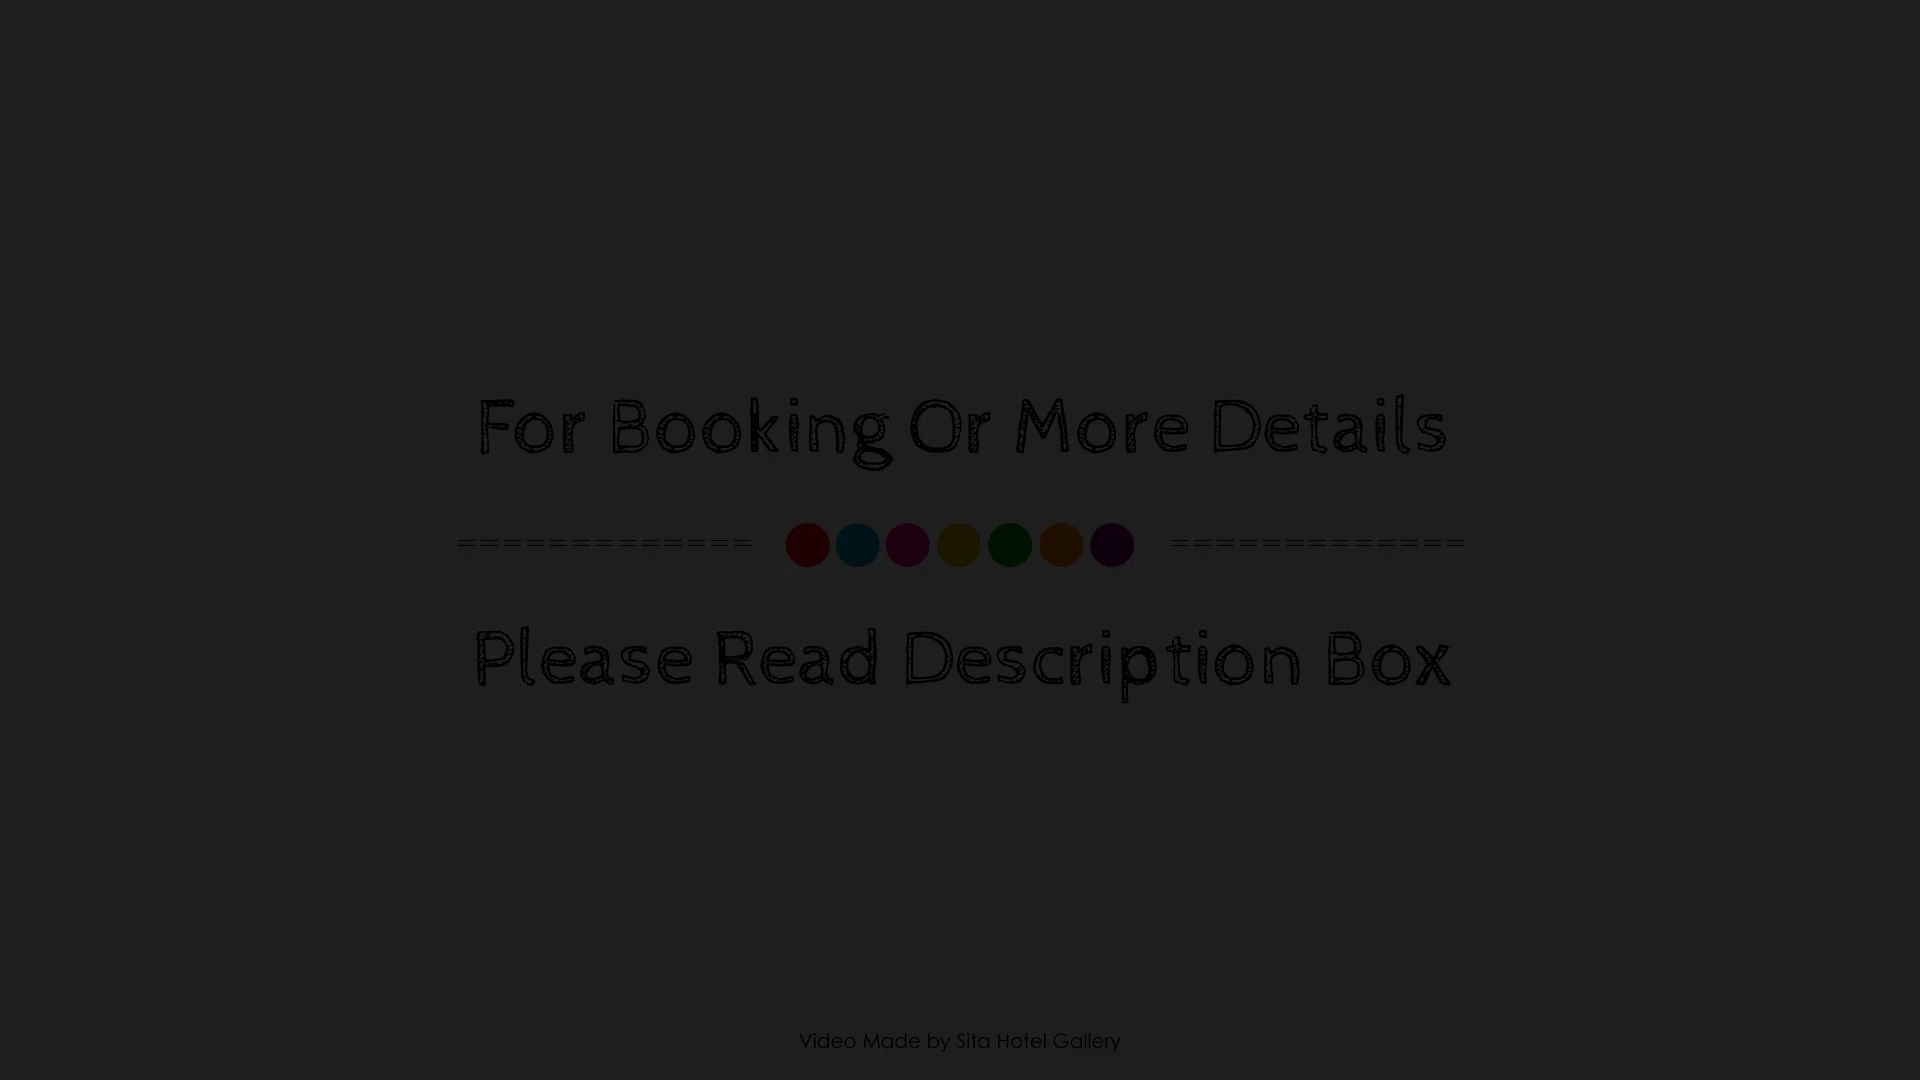 For Booking Or More Details
============= =============
Please Read Description Box
Video Made by Sita Hotel Gallery